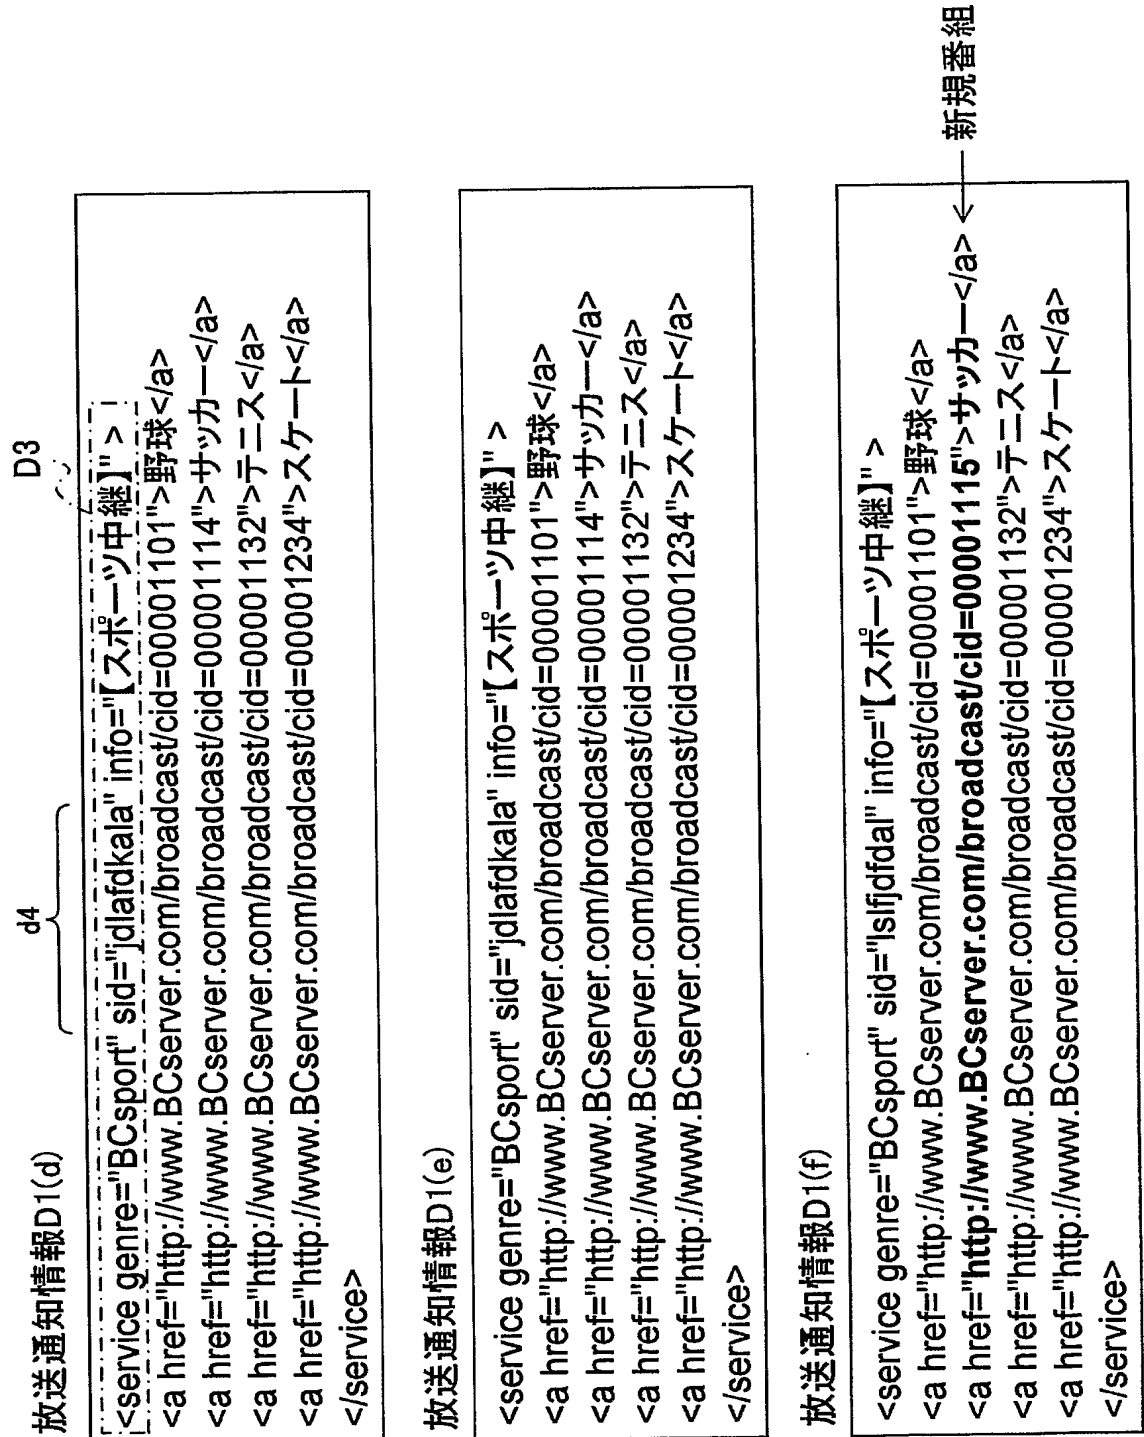 放送通知情報D1(d)
d4
D3
<service genre="BCsport" sid="jdlafdkala" info="【スポーツ中継】" >
<a href="http://www.BCserver.com/broadcast/cid=00001101">野球</a>
<a href="http://www.BCserver.com/broadcast/cid=00001114">サッカー</a>
<a href="http://www.BCserver.com/broadcast/cid=00001132">テニス</a>
<a href="http://www.BCserver.com/broadcast/cid=00001234">スケート</a>
</service>
放送通知情報D1(e)
<service genre="BCsport" sid="jdlafdkala" info="【スポーツ中継】" >
<a href="http://www.BCserver.com/broadcast/cid=00001101">野球</a>
<a href="http://www.BCserver.com/broadcast/cid=00001114">サッカー</a>
<a href="http://www.BCserver.com/broadcast/cid=00001132">テニス</a>
<a href="http://www.BCserver.com/broadcast/cid=00001234">スケート</a>
</service>
放送通知情報D1(f)
<service genre="BCsport" sid="lslfjdfdal" info="【スポーツ中継】" >
<a href="http://www.BCserver.com/broadcast/cid=00001101">野球</a>
<a href="http://www.BCserver.com/broadcast/cid=00001115">サッカー</a> ← 新規番組
<a href="http://www.BCserver.com/broadcast/cid=00001132">テニス</a>
<a href="http://www.BCserver.com/broadcast/cid=00001234">スケート</a>
</service>